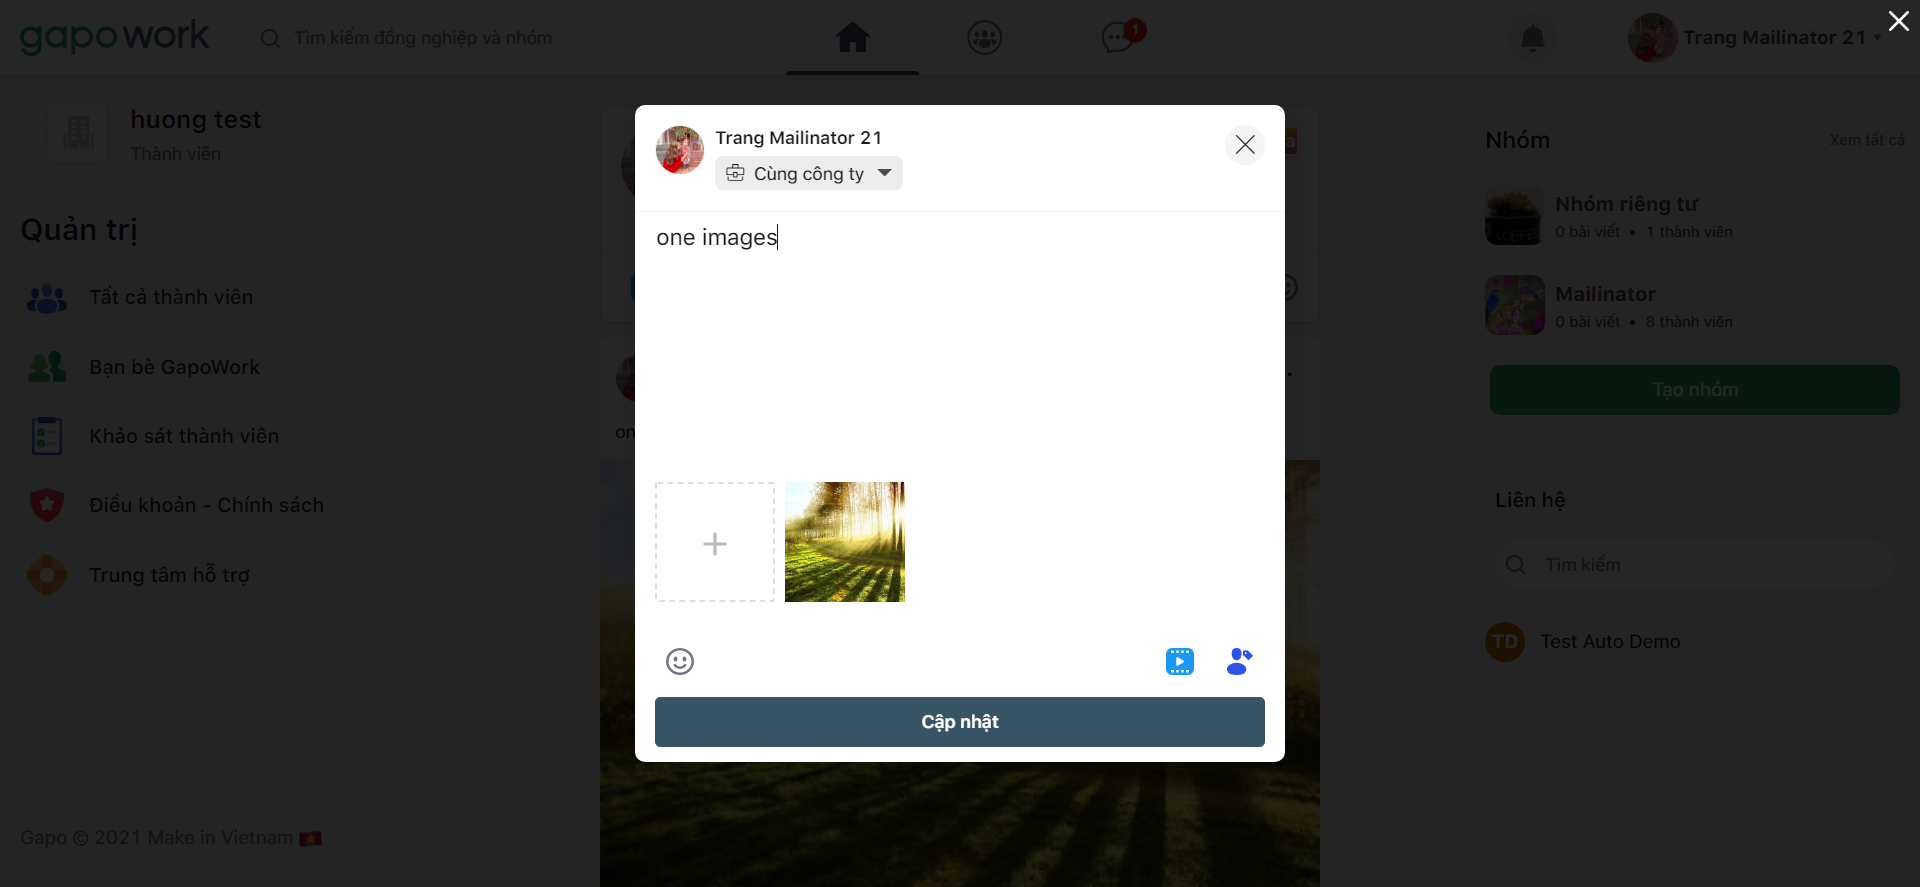 gapowork
Tìm kiếm đồng nghiệp và nhóm
1
Trang Mailinator 21
huong test
Thành viên
Quản trị
Tất cả thành viên
Bạn bè GapoWork
Khảo sát thành viên
Điều khoản - Chính sách
Trung tâm hỗ trợ
Gapo © 2021 Make in Vietnam
Trang Mailinator 21
Cùng công ty
one images
on
Cập nhật
Nhóm
Xem tất cả
Nhóm riêng tư
0 bài viết • 1 thành viên
Mailinator
0 bài viết • 8 thành viên
Tạo nhóm
Liên hệ
Tìm kiếm
TD
Test Auto Demo